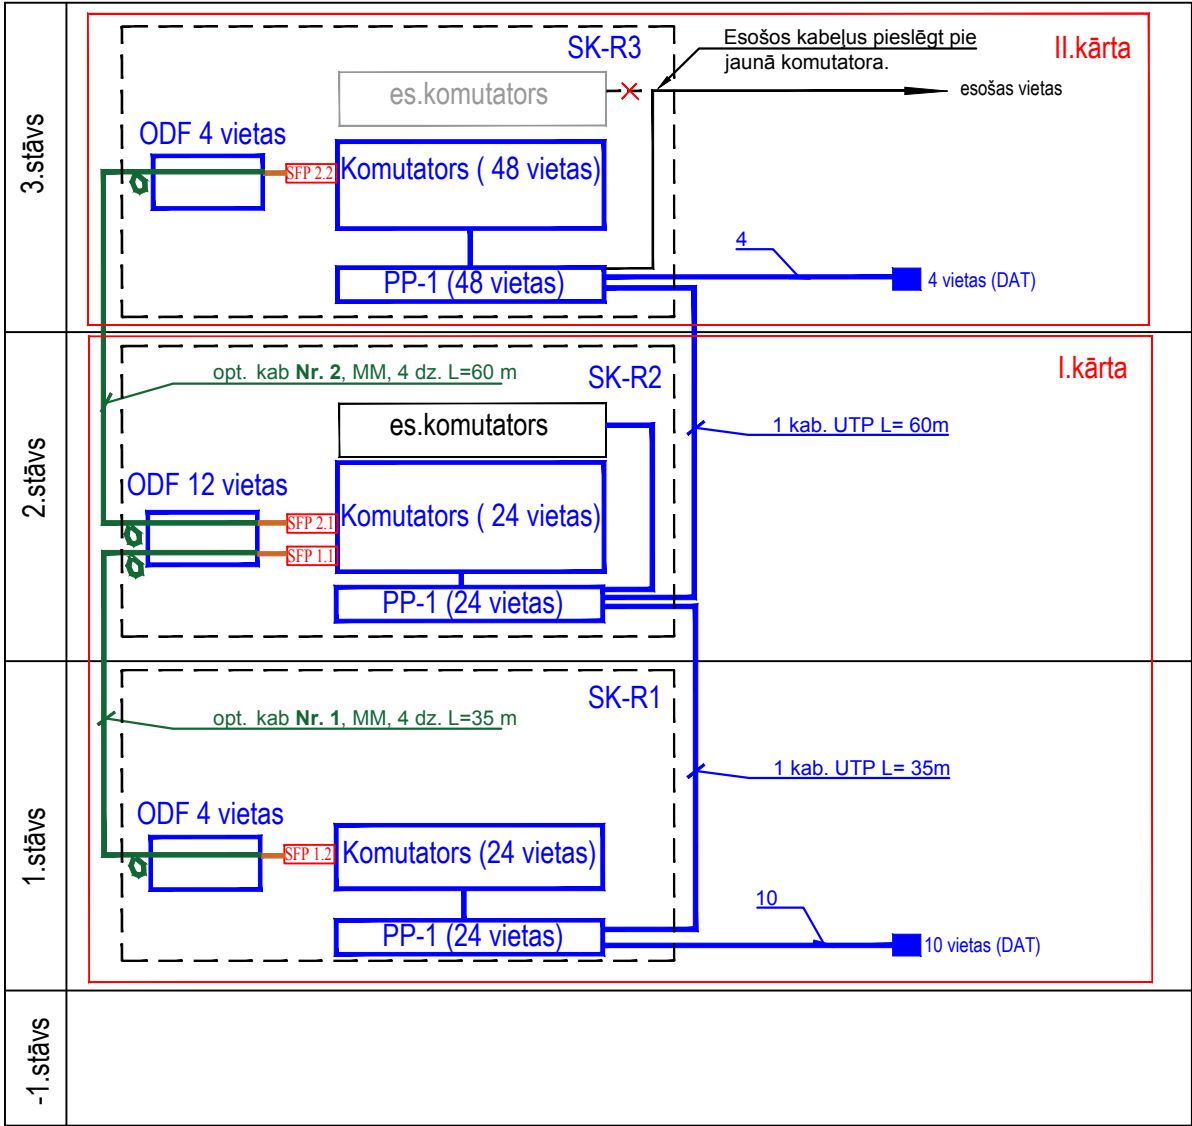 3.stāvs
SK-R3
Esošos kabeļus pieslēgt pie
jaunā komutatora.
II.kārta
es.komutators
esošas vietas
ODF 4 vietas
SFP 2.2
Komutators ( 48 vietas)
4
PP-1 (48 vietas)
4 vietas (DAT)
2.stāvs
opt. kab Nr. 2, MM, 4 dz. L=60 m
SK-R2
I.kārta
es.komutators
1 kab. UTP L= 60m
ODF 12 vietas
SFP 2.1
Komutators ( 24 vietas)
SFP 1.1
PP-1 (24 vietas)
1.stāvs
SK-R1
opt. kab Nr. 1, MM, 4 dz. L=35 m
1 kab. UTP L= 35m
ODF 4 vietas
SFP 1.2
Komutators (24 vietas)
10
PP-1 (24 vietas)
10 vietas (DAT)
-1.stāvs